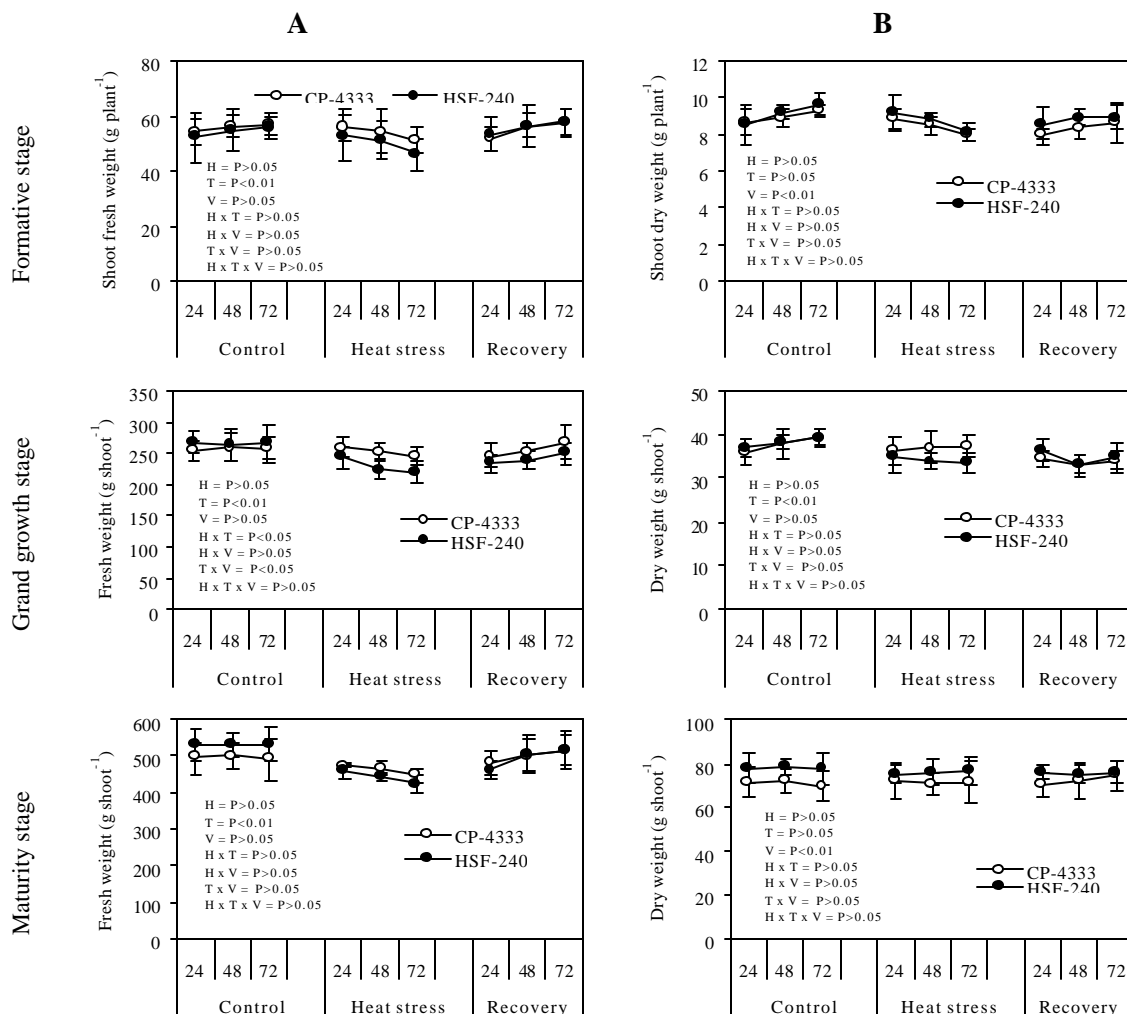 A
B
Formative stage
Shoot fresh weight (g plant-1)
80
60
40
20
0
CP-4333
HSF-240
H = P>0.05
T = P<0.01
V = P>0.05
H x T = P>0.05
H x V = P>0.05
T x V = P>0.05
H x T x V = P>0.05
24 48 72 24 48 72 24 48 72
Control Heat stress Recovery
Shoot dry weight (g plant-1)
12
10
8
6
4
2
0
H = P>0.05
T = P>0.05
V = P<0.01
H x T = P>0.05
H x V = P>0.05
T x V = P>0.05
H x T x V = P>0.05
CP-4333
HSF-240
24 48 72 24 48 72 24 48 72
Control Heat stress Recovery
Grand growth stage
Fresh weight (g shoot-1)
350
300
250
200
150
100
50
0
H = P>0.05
T = P<0.01
V = P>0.05
H x T = P<0.05
H x V = P>0.05
T x V = P<0.05
H x T x V = P>0.05
CP-4333
HSF-240
24 48 72 24 48 72 24 48 72
Control Heat stress Recovery
Dry weight (g shoot-1)
50
40
30
20
10
0
H = P>0.05
T = P<0.01
V = P>0.05
H x T = P>0.05
H x V = P>0.05
T x V = P>0.05
H x T x V = P>0.05
CP-4333
HSF-240
24 48 72 24 48 72 24 48 72
Control Heat stress Recovery
Maturity stage
Fresh weight (g shoot-1)
600
500
400
300
200
100
0
H = P>0.05
T = P<0.01
V = P>0.05
H x T = P>0.05
H x V = P>0.05
T x V = P>0.05
H x T x V = P>0.05
CP-4333
HSF-240
24 48 72 24 48 72 24 48 72
Control Heat stress Recovery
Dry weight (g shoot-1)
100
80
60
40
20
0
H = P>0.05
T = P>0.05
V = P<0.01
H x T = P>0.05
H x V = P>0.05
T x V = P>0.05
H x T x V = P>0.05
CP-4333
HSF-240
24 48 72 24 48 72 24 48 72
Control Heat stress Recovery